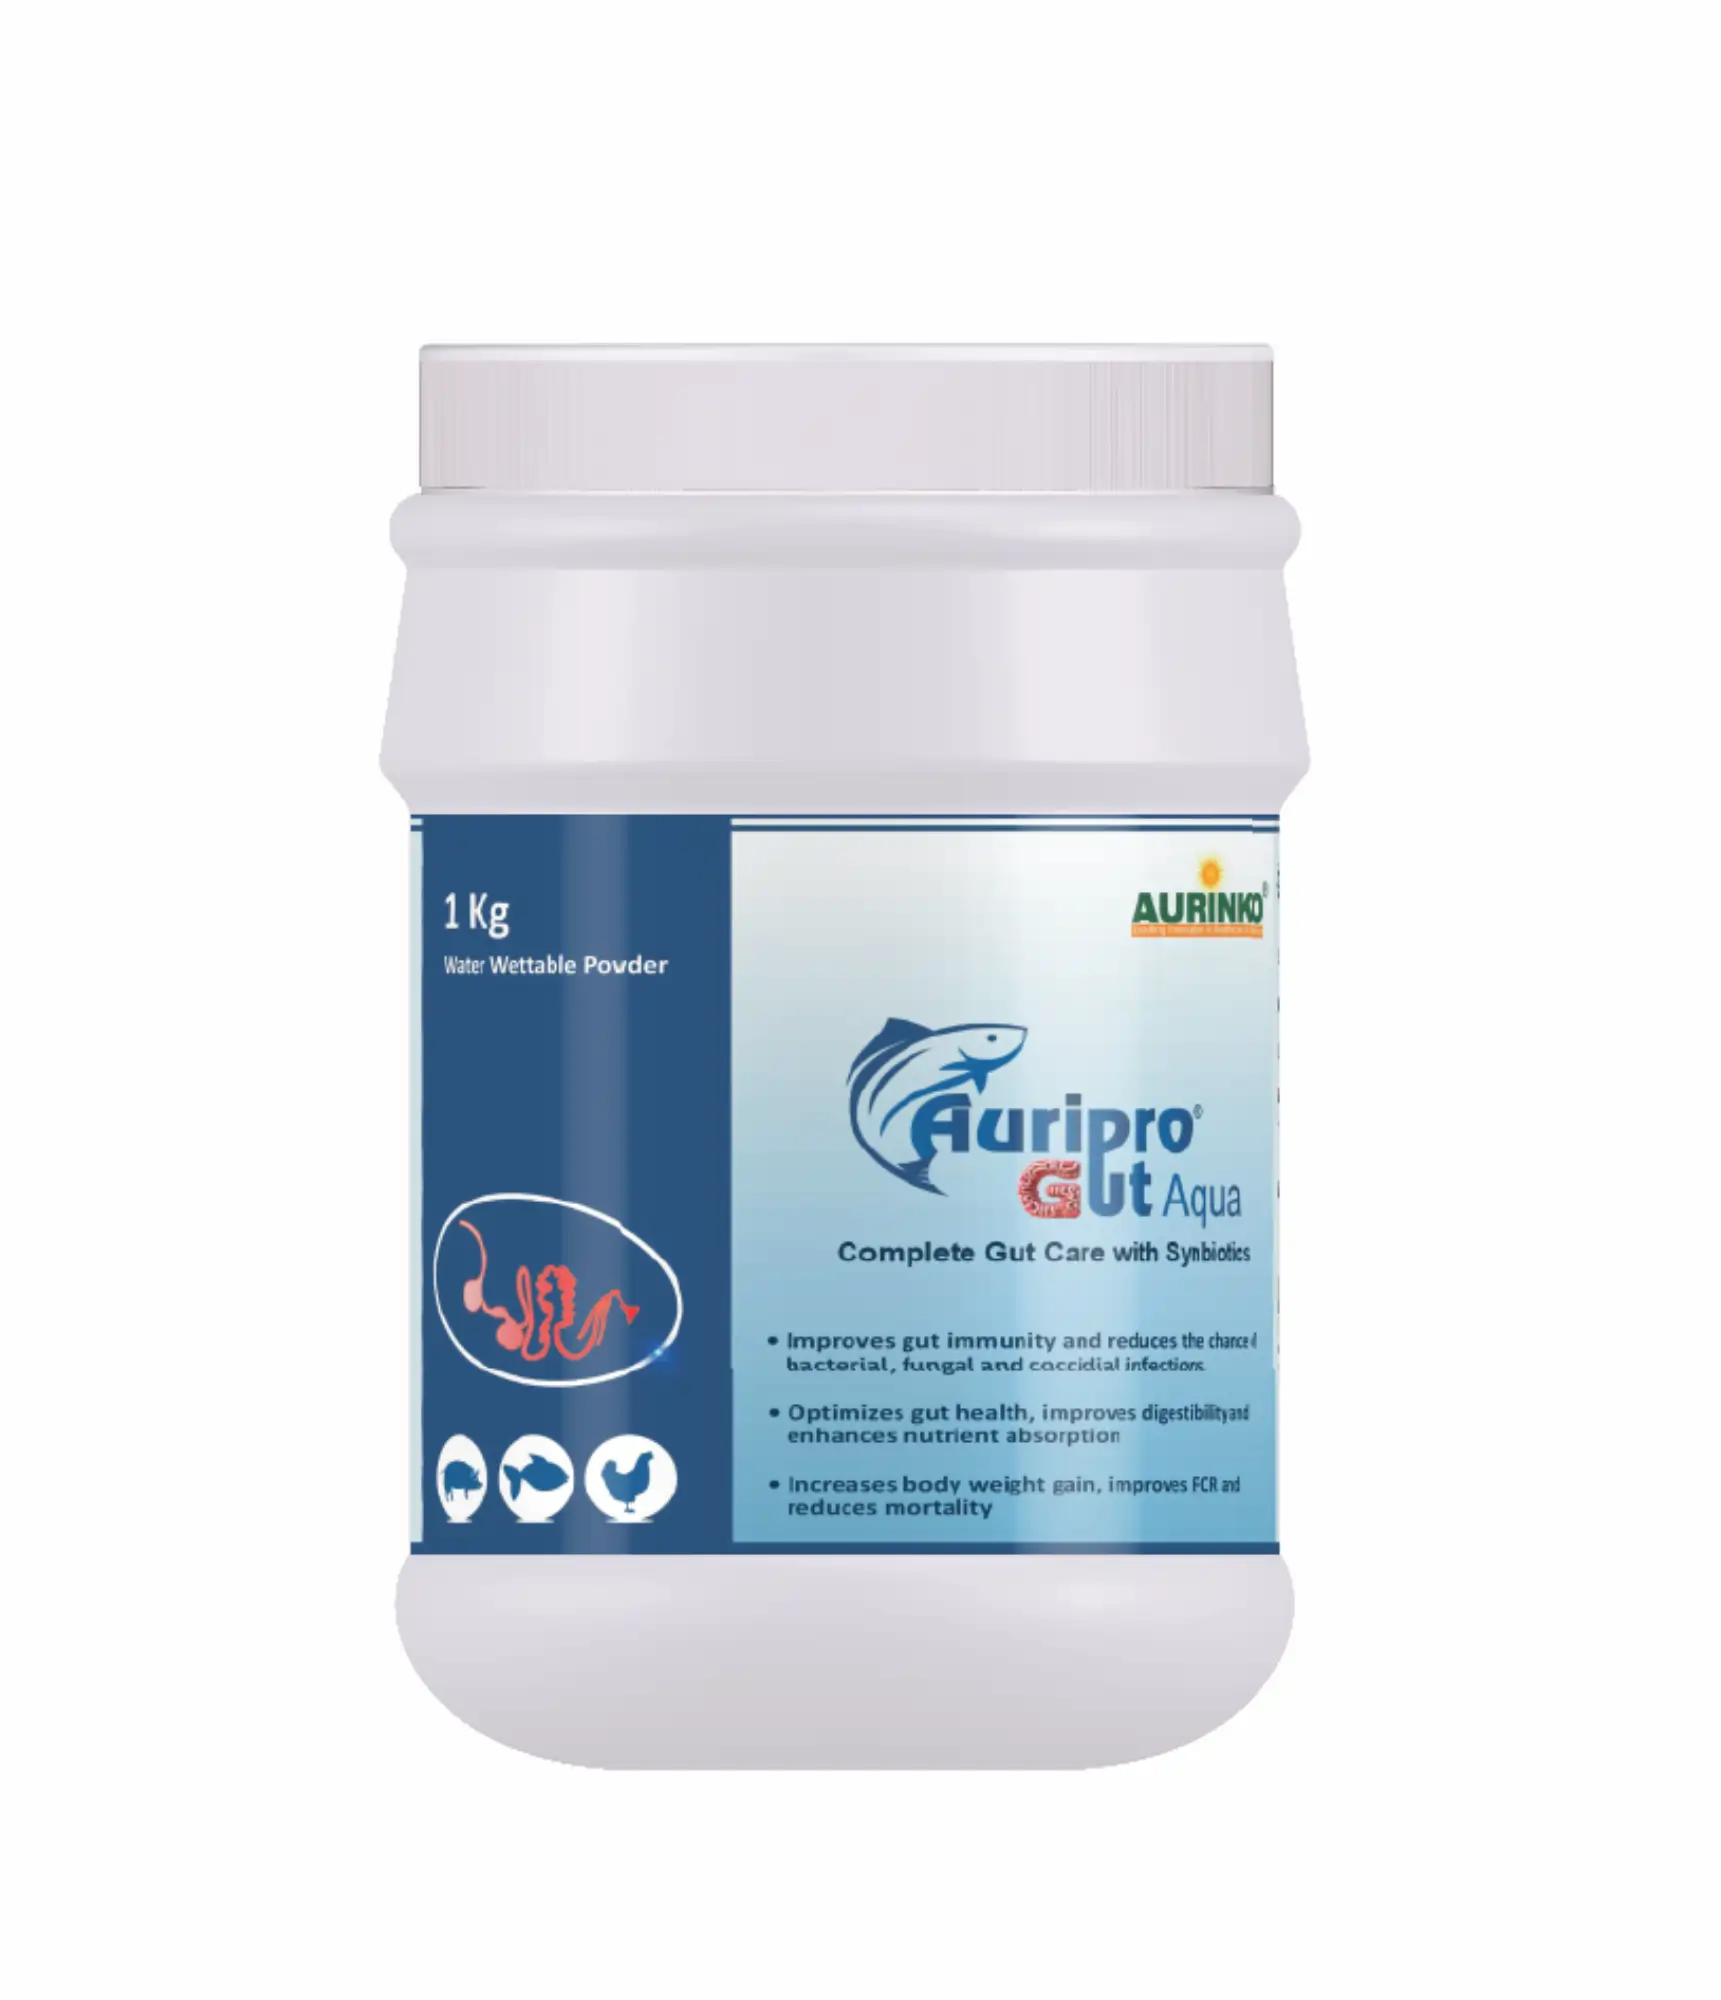 1 Kg
Water Wettable Powder
AURINKO®
Auripro®
Gut Aqua
Complete Gut Care with Synbiotics
• Improves gut immunity and reduces the chance
bacterial, fungal and coccidial infections.
• Optimizes gut health, improves digestibility and
enhances nutrient absorption
• Increases body weight gain, improves FCR and
reduces mortality